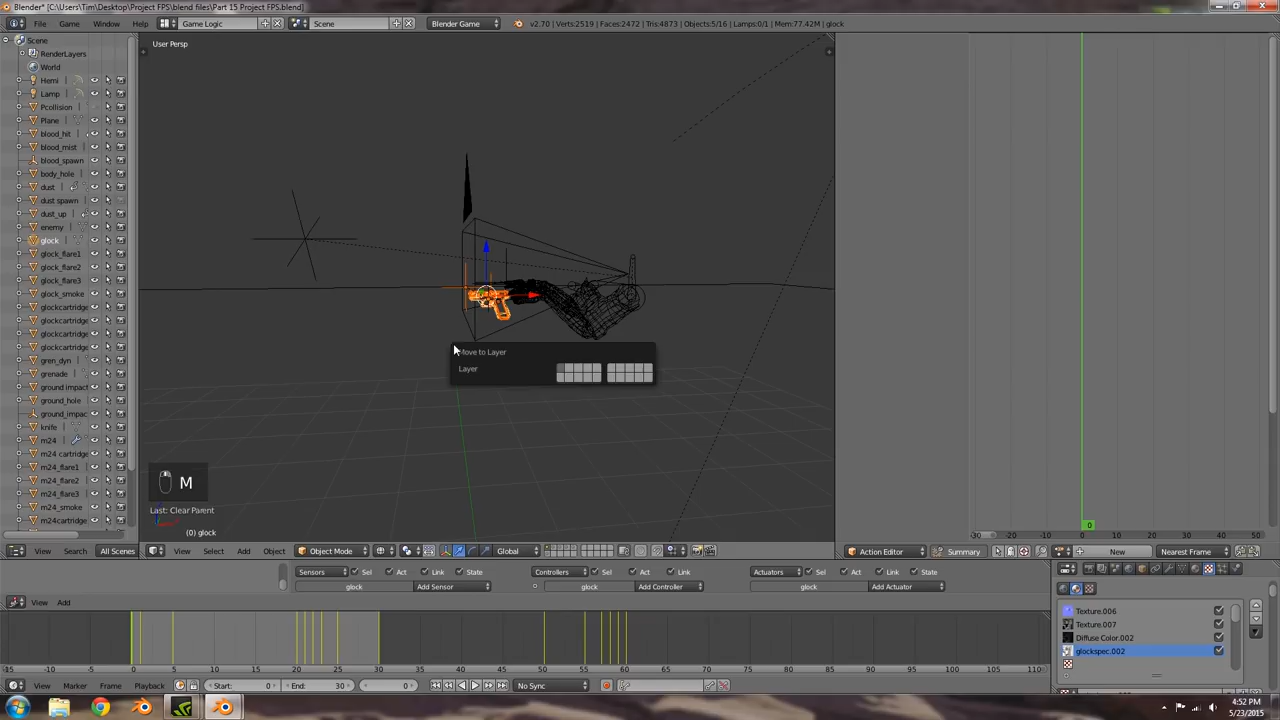 Blender* [C:\Users\Tim\Desktop\Project FPS\blend files\Part 15 Project FPS.blend]
File Game Window Help Game Logic Scene Blender Game v2.70 | Verts:2519 | Faces:2472 | Tris:4873 | Objects:5/16 | Lamps:0/1 | Mem:77.42M | glock
Scene
RenderLayers
World
Hemi
Lamp
Pcollision
Plane
blood_hit
blood_mist
blood_spawn
body_hole
dust
dust spawn
dust_up
enemy
glock
glock_flare1
glock_flare2
glock_flare3
glock_smoke
glockcartridge
glockcartridge
glockcartridge
glockcartridge
gren_dyn
grenade
ground impact
ground_hole
ground_impac
knife
m24
m24 cartridge
m24_flare1
m24_flare2
m24_flare3
m24_smoke
m24cartridge
User Persp
Move to Layer
Layer
M
Last: Clear Parent
(0) glock
0
-30 -20 -10 0 10 20 30 40 50
View Search All Scenes
View Select Add Object Object Mode Global
Action Editor Summary New Nearest Frame
Sensors Sel Act Link State
glock Add Sensor
Controllers Sel Act Link
glock Add Controller
Actuators Sel Act Link State
glock Add Actuator
View Add
Texture.006
Texture.007
Diffuse Color.002
glockspec.002
-15 -10 -5 0 5 10 15 20 25 30 35 40 45 50 55 60 65 70 75 80 85 90 95 100 105 110
View Marker Frame Playback Start: 0 End: 30 0 No Sync
4:52 PM
5/23/2015